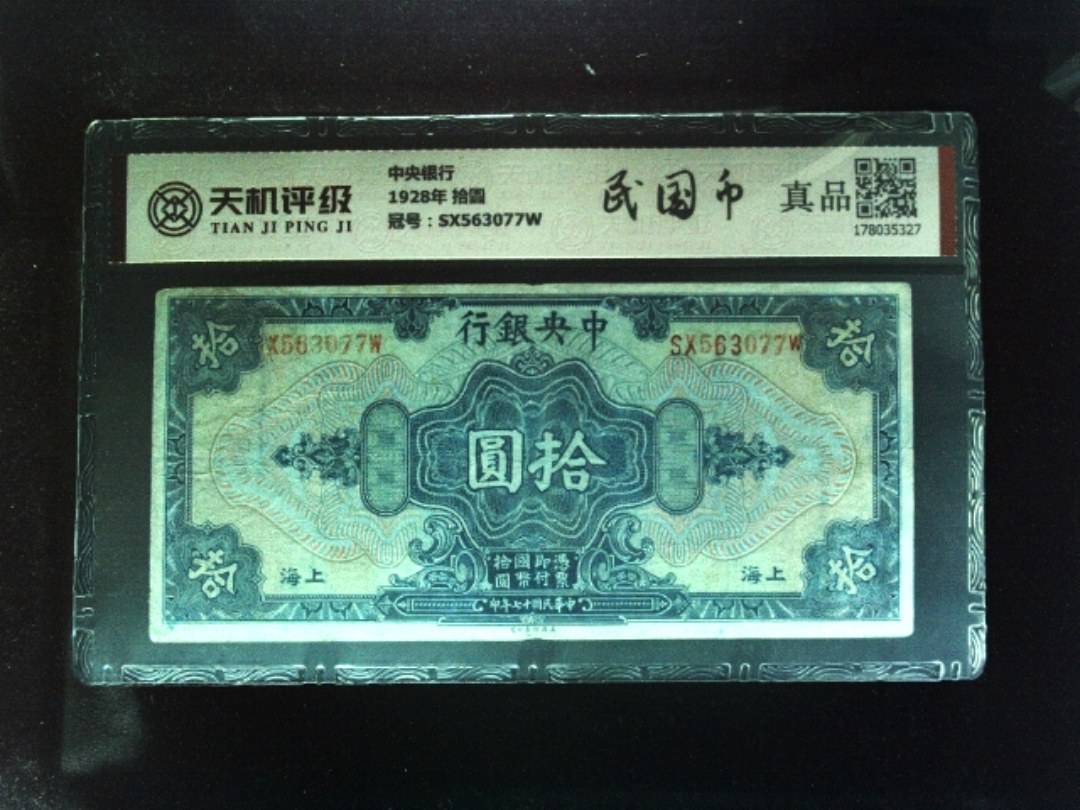 天机评级
TIAN JI PING JI
中央银行
1928年 拾圆
冠号：SX563077W
民国币
真品
178035327
行銀央中
拾
拾
X563077W
SX563077W
圓拾
憑票即付國幣拾圓
海上
海上
拾
拾
印年七十國民華中